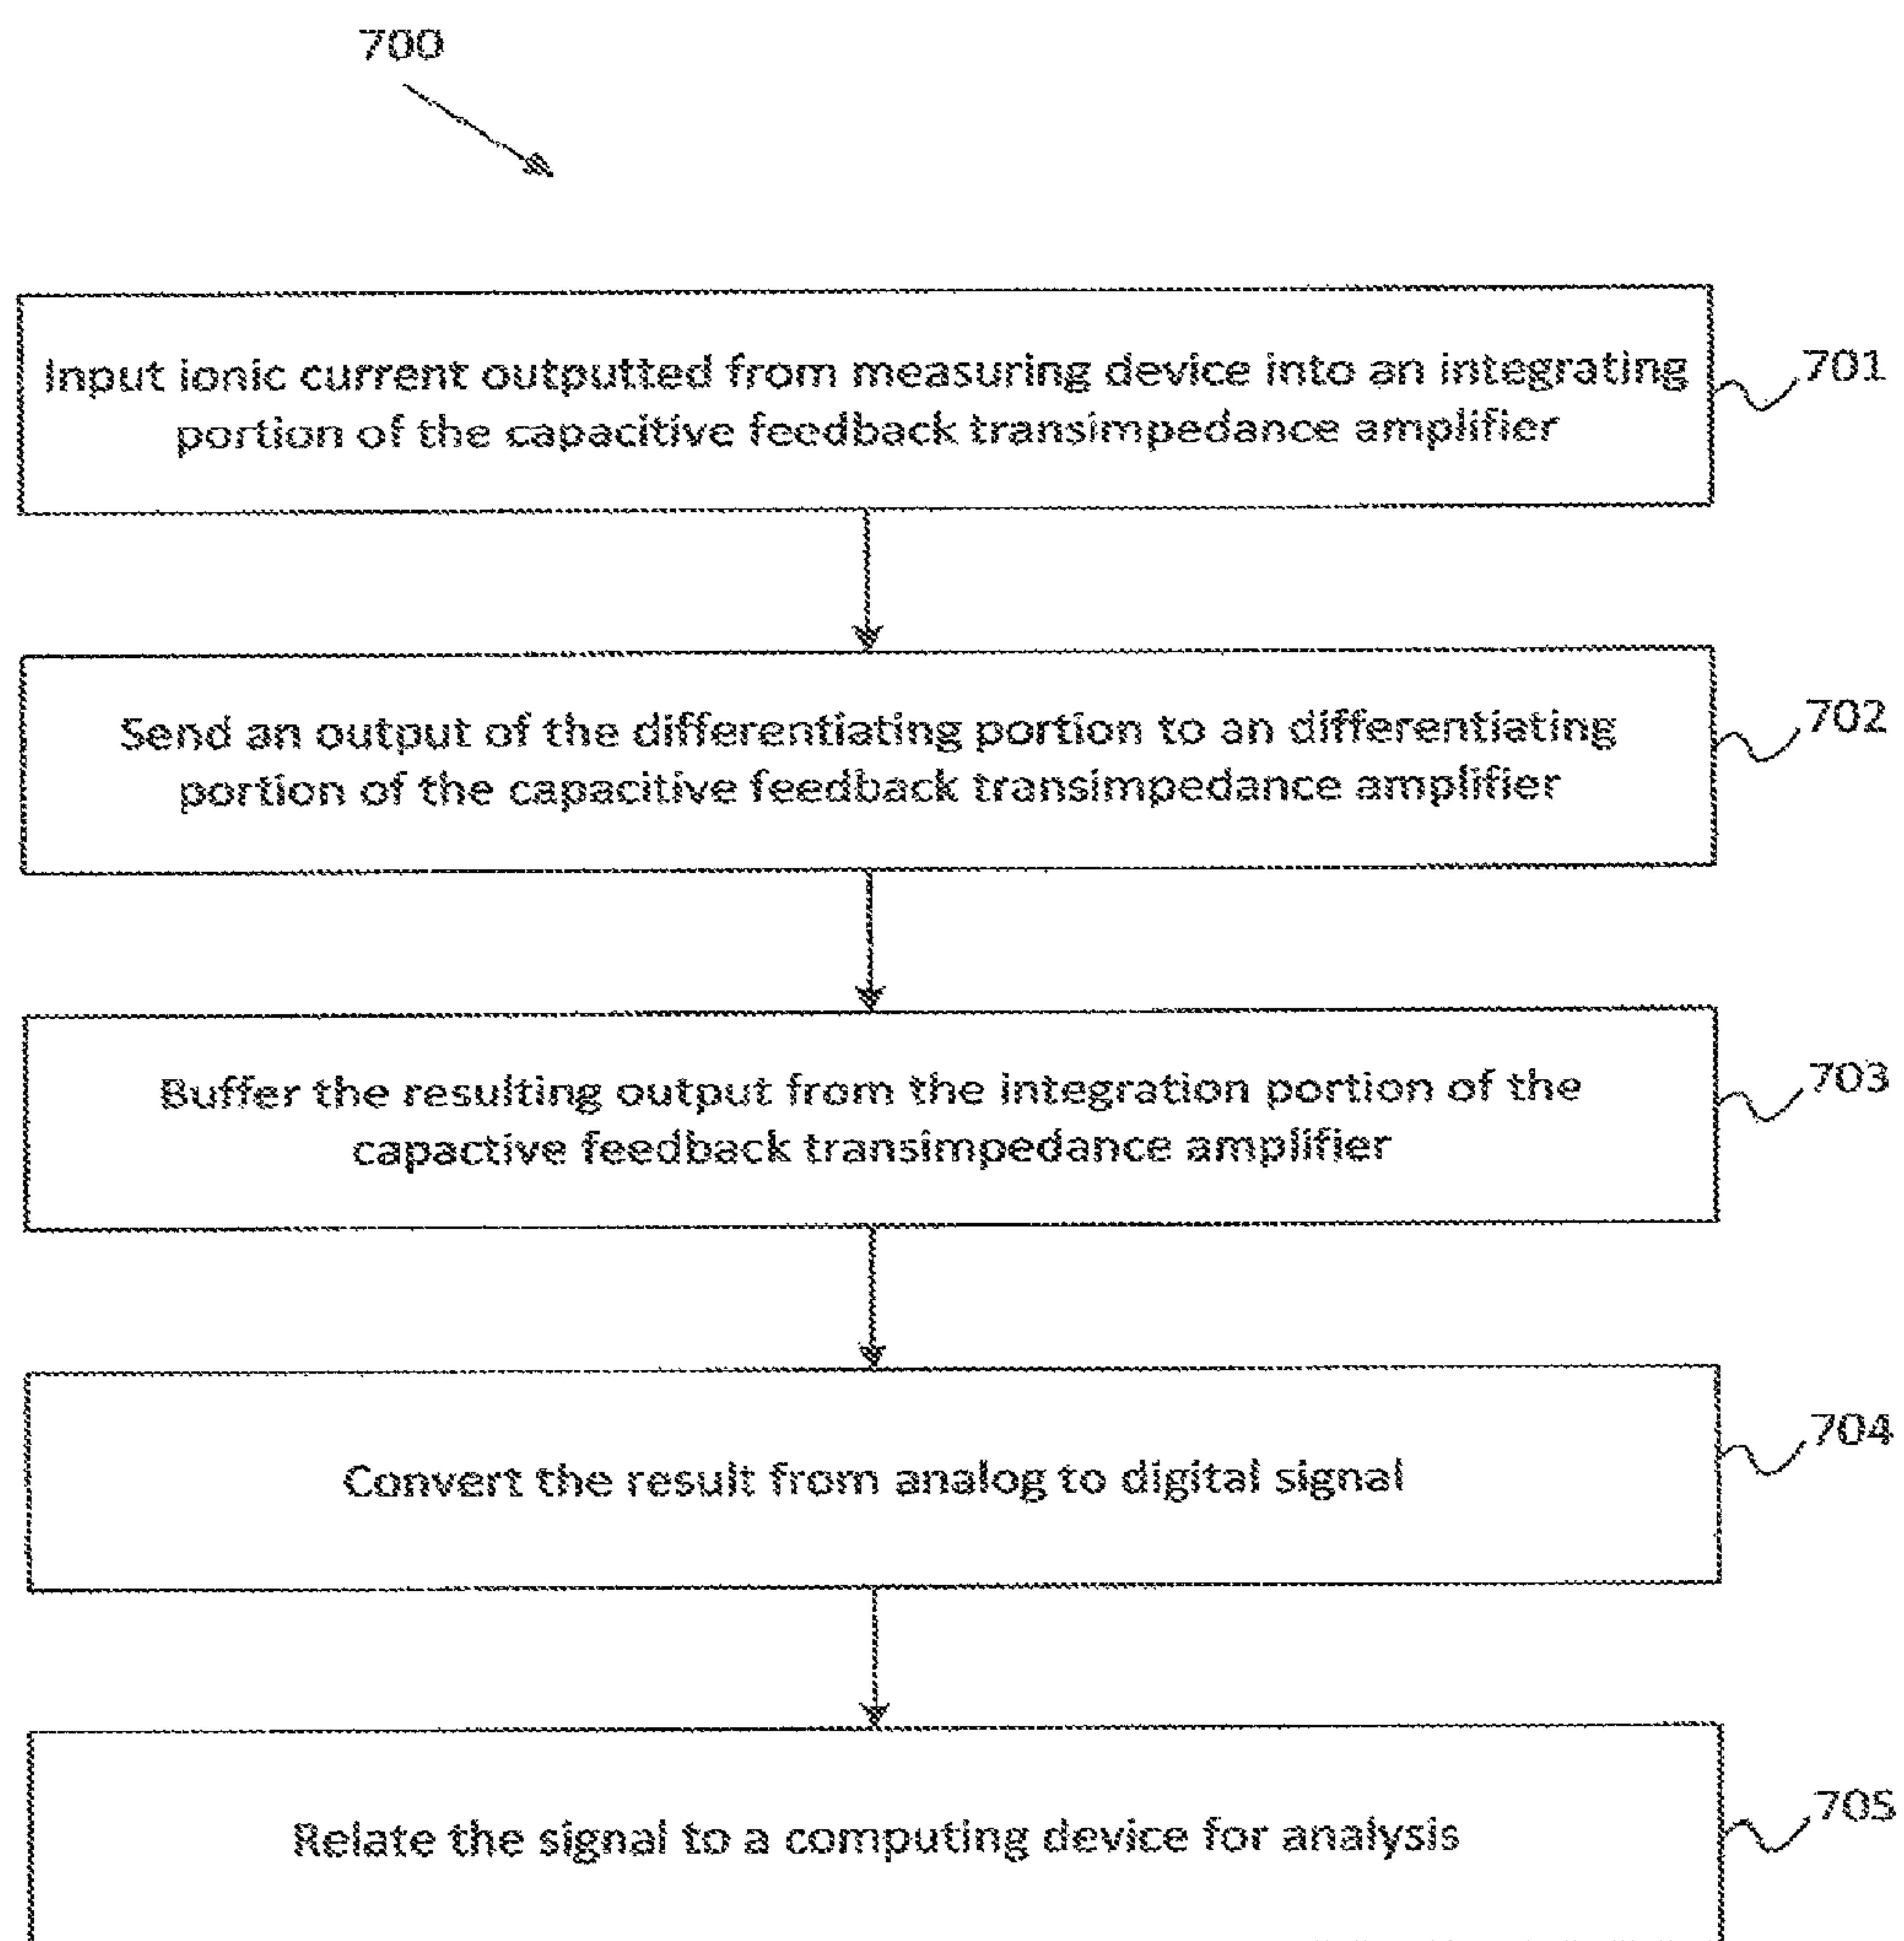 700
Input ionic current outputted from measuring device into an integrating
portion of the capacitive feedback transimpedance amplifier
701
Send an output of the differentiating portion to an differentiating
portion of the capacitive feedback transimpedance amplifier
702
Buffer the resulting output from the integration portion of the
capactive feedback transimpedance amplifier
703
Convert the result from analog to digital signal
704
Relate the signal to a computing device for analysis
705